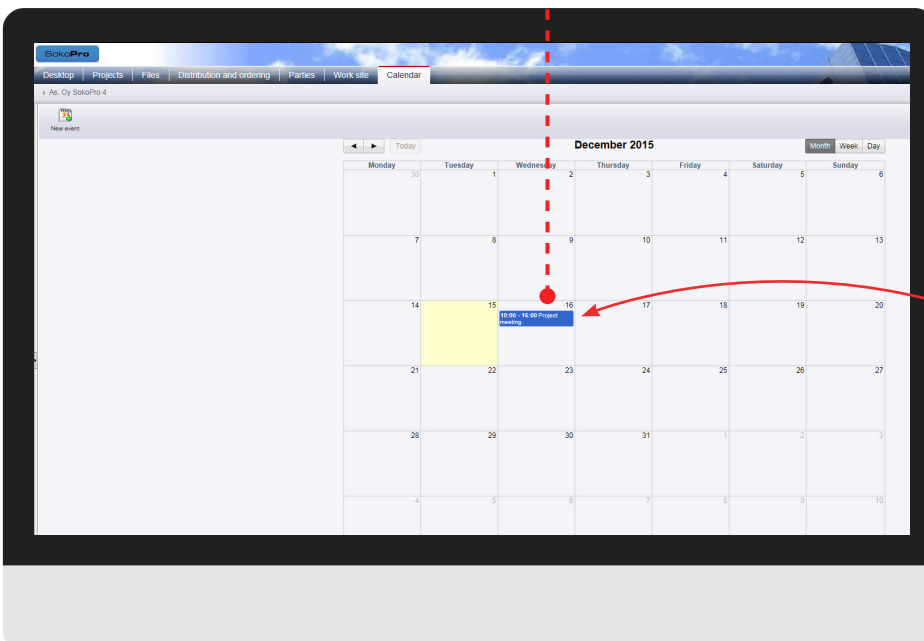 SokoPro
Desktop Projects Files Distribution and ordering Parties Work site Calendar
As. Oy SokoPro 4
New event
Today December 2015 Month Week Day
Monday Tuesday Wednesday Thursday Friday Saturday Sunday
30 1 2 3 4 5 6
7 8 9 10 11 12 13
14 15 16 17 18 19 20
10:00 - 16:00 Project
meeting
21 22 23 24 25 26 27
28 29 30 31 1 2 3
4 5 6 7 8 9 10